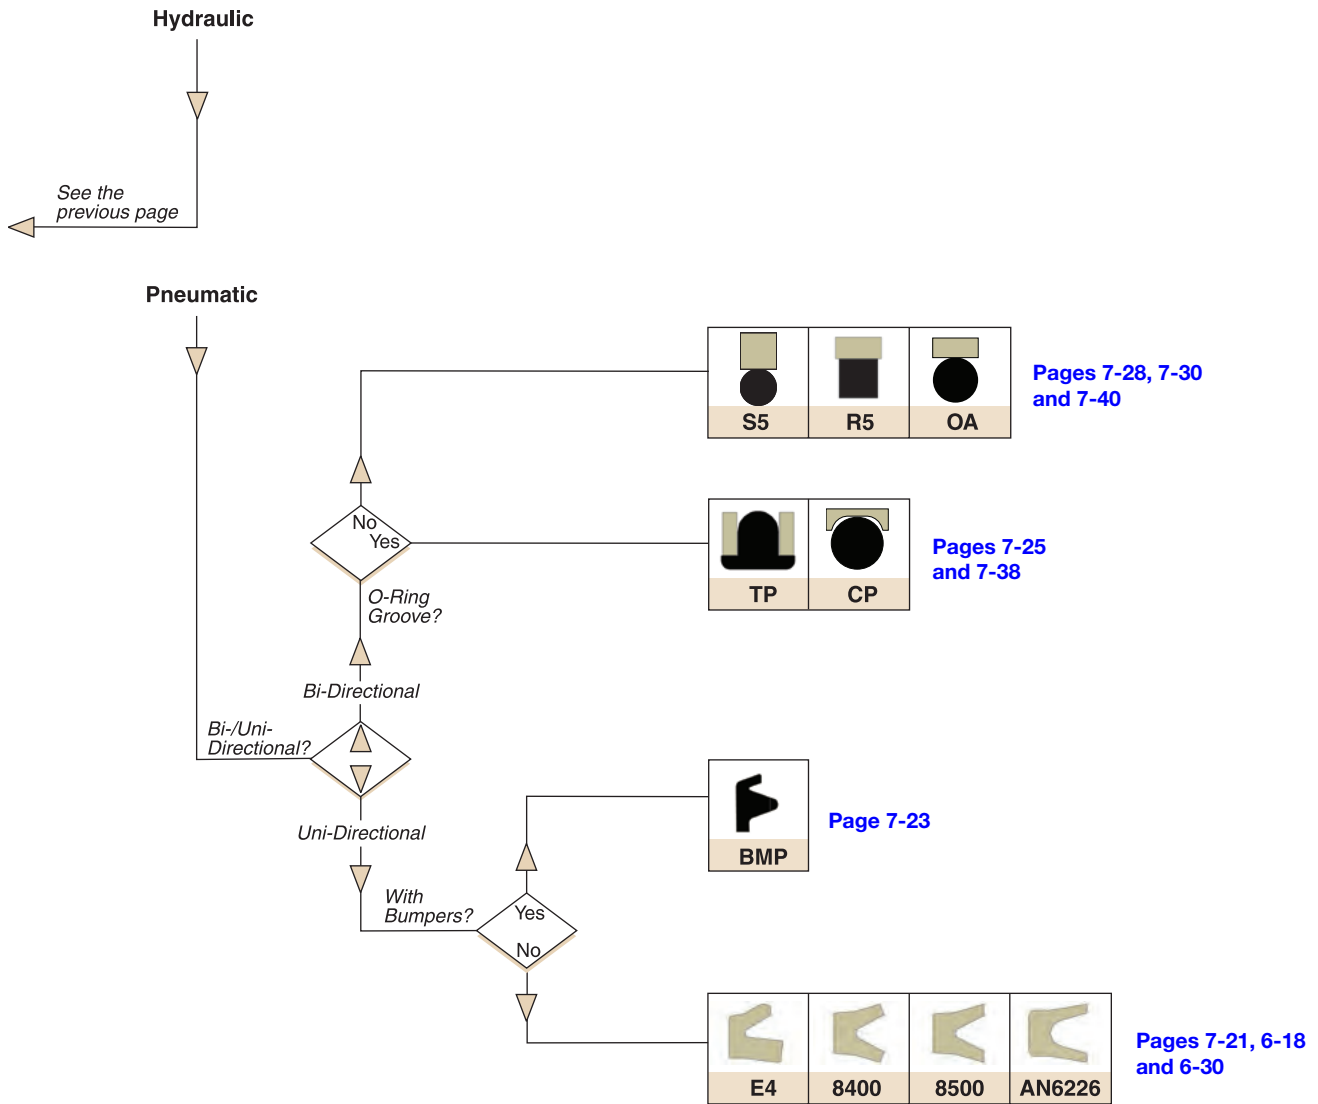 Hydraulic
See the
previous page
Pneumatic
S5 R5 OA
Pages 7-28, 7-30
and 7-40
No
Yes
TP CP
Pages 7-25
and 7-38
O-Ring
Groove?
Bi-Directional
Bi-/Uni-
Directional?
Uni-Directional
BMP
Page 7-23
With
Bumpers?
Yes
No
E4 8400 8500 AN6226
Pages 7-21, 6-18
and 6-30